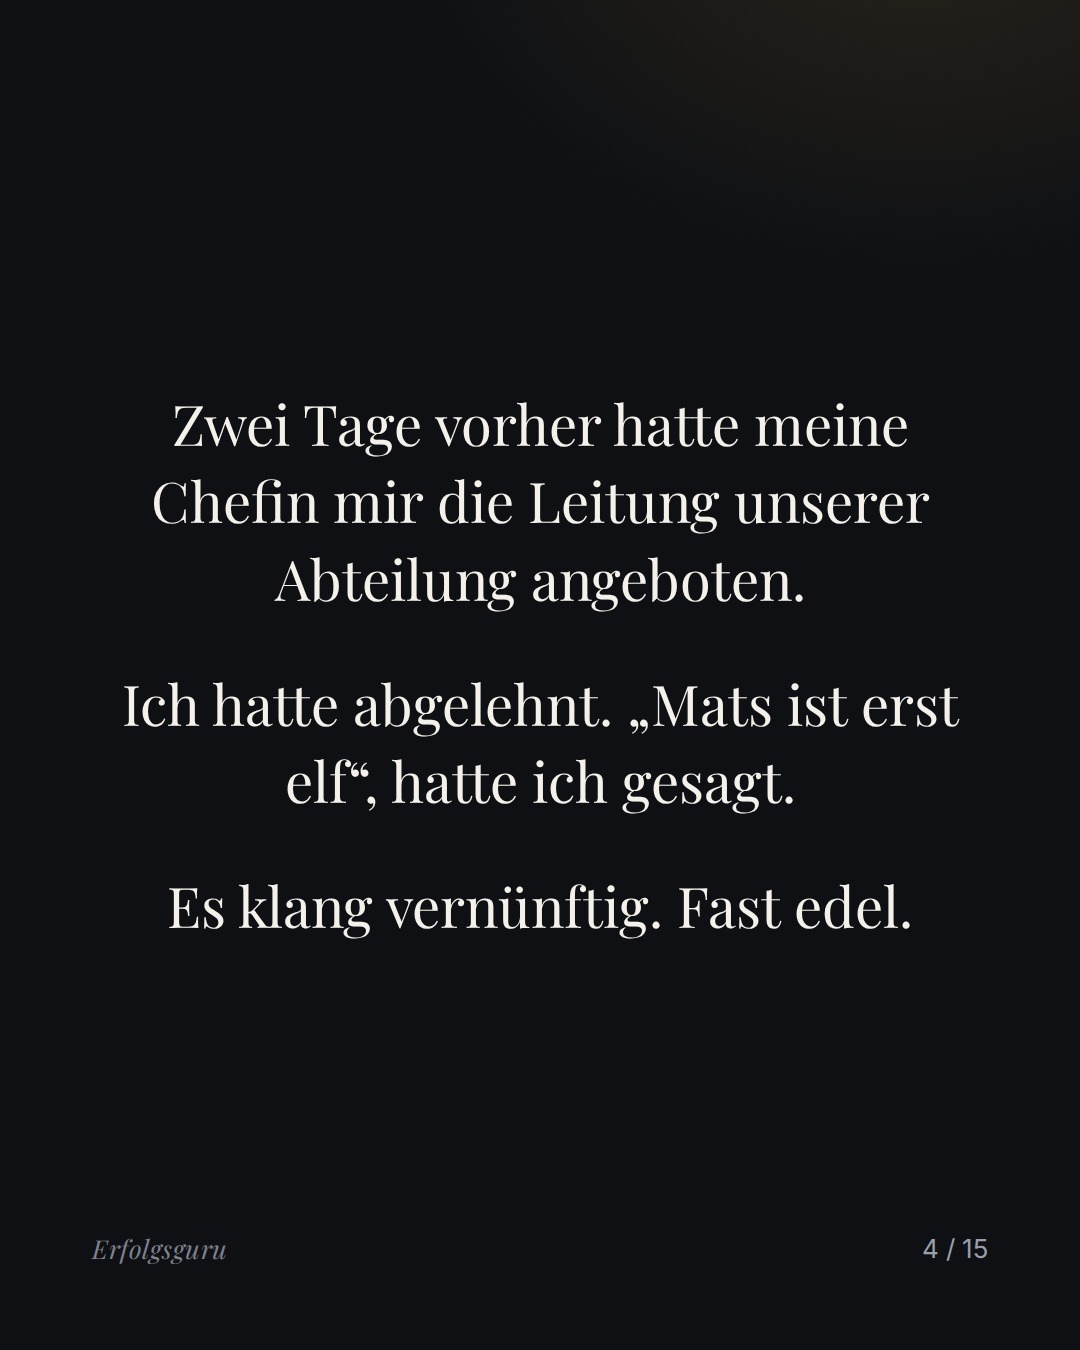 Zwei Tage vorher hatte meine
Chefin mir die Leitung unserer
Abteilung angeboten.
Ich hatte abgelehnt. „Mats ist erst
elf“, hatte ich gesagt.
Es klang vernünftig. Fast edel.
Erfolgsguru
4 / 15